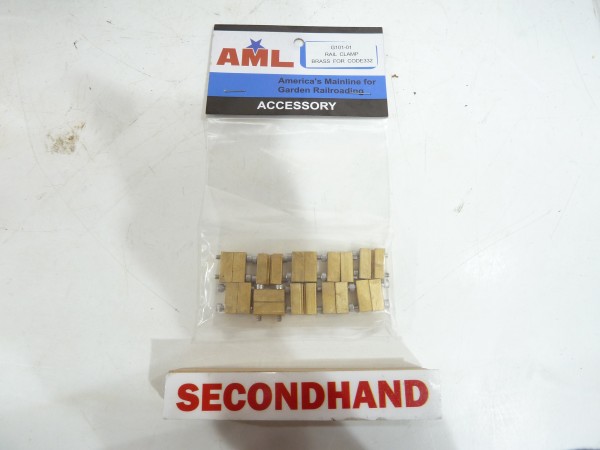 AML
G101-01
RAIL CLAMP
BRASS FOR CODE332
America's Mainline for
Garden Railroading
ACCESSORY
SECONDHAND